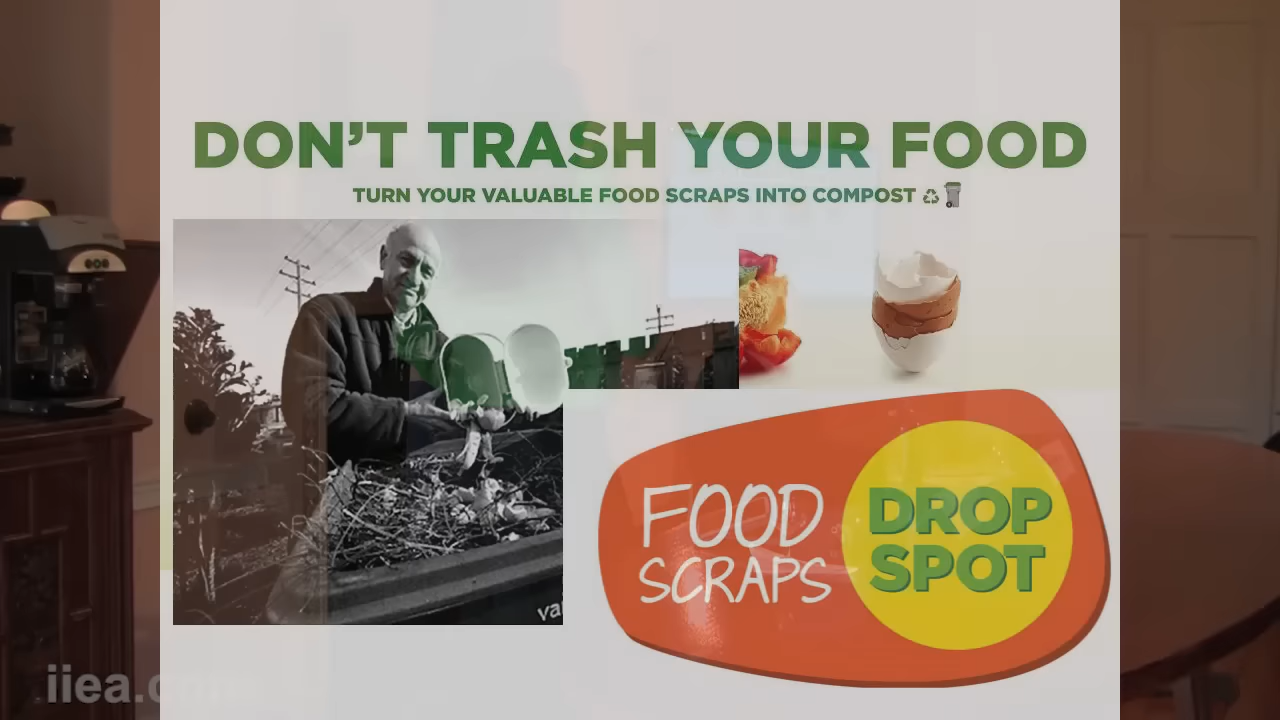 DON'T TRASH YOUR FOOD
TURN YOUR VALUABLE FOOD SCRAPS INTO COMPOST
FOOD
SCRAPS
DROP
SPOT
iiea.com